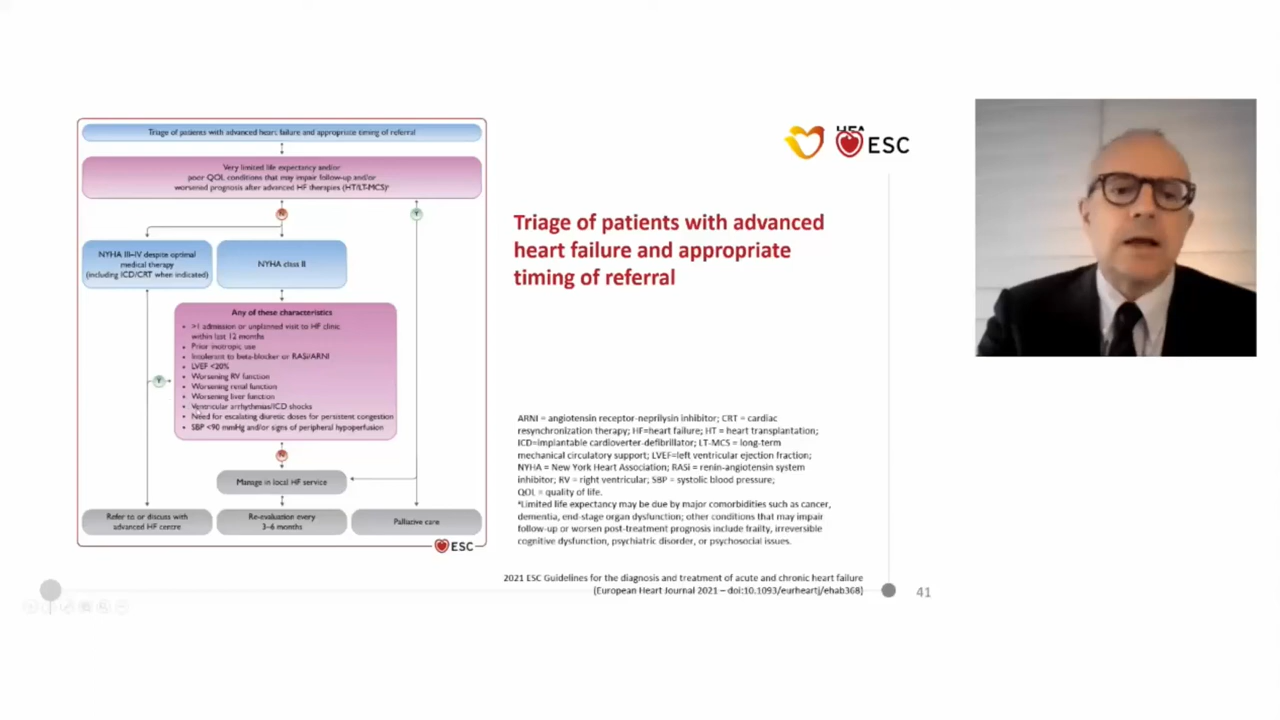 Triage of patients with advanced heart failure and appropriate timing of referral
Very limited life expectancy and/or
poor QOL conditions that may impair follow-up and/or
worsened prognosis after advanced HF therapies (HT/LT-MCS)ª
N
Y
NYHA III–IV despite optimal
medical therapy
(including ICD/CRT when indicated)
NYHA class II
Any of these characteristics
• >1 admission or unplanned visit to HF clinic
within last 12 months
• Prior inotropic use
• Intolerant to beta-blocker or RASi/ARNI
• LVEF <20%
• Worsening RV function
• Worsening renal function
• Worsening liver function
• Ventricular arrhythmias/ICD shocks
• Need for escalating diuretic doses for persistent congestion
• SBP <90 mmHg and/or signs of peripheral hypoperfusion
Y
N
Manage in local HF service
Refer to or discuss with
advanced HF centre
Re-evaluation every
3–6 months
Palliative care
ESC
ESC
Triage of patients with advanced
heart failure and appropriate
timing of referral
ARNI = angiotensin receptor-neprilysin inhibitor; CRT = cardiac
resynchronization therapy; HF=heart failure; HT = heart transplantation;
ICD=implantable cardioverter-defibrillator; LT-MCS = long-term
mechanical circulatory support; LVEF=left ventricular ejection fraction;
NYHA = New York Heart Association; RASi = renin-angiotensin system
inhibitor; RV = right ventricular; SBP = systolic blood pressure;
QOL = quality of life.
ªLimited life expectancy may be due by major comorbidities such as cancer,
dementia, end-stage organ dysfunction; other conditions that may impair
follow-up or worsen post-treatment prognosis include frailty, irreversible
cognitive dysfunction, psychiatric disorder, or psychosocial issues.
2021 ESC Guidelines for the diagnosis and treatment of acute and chronic heart failure
(European Heart Journal 2021 – doi:10.1093/eurheartj/ehab368)
41